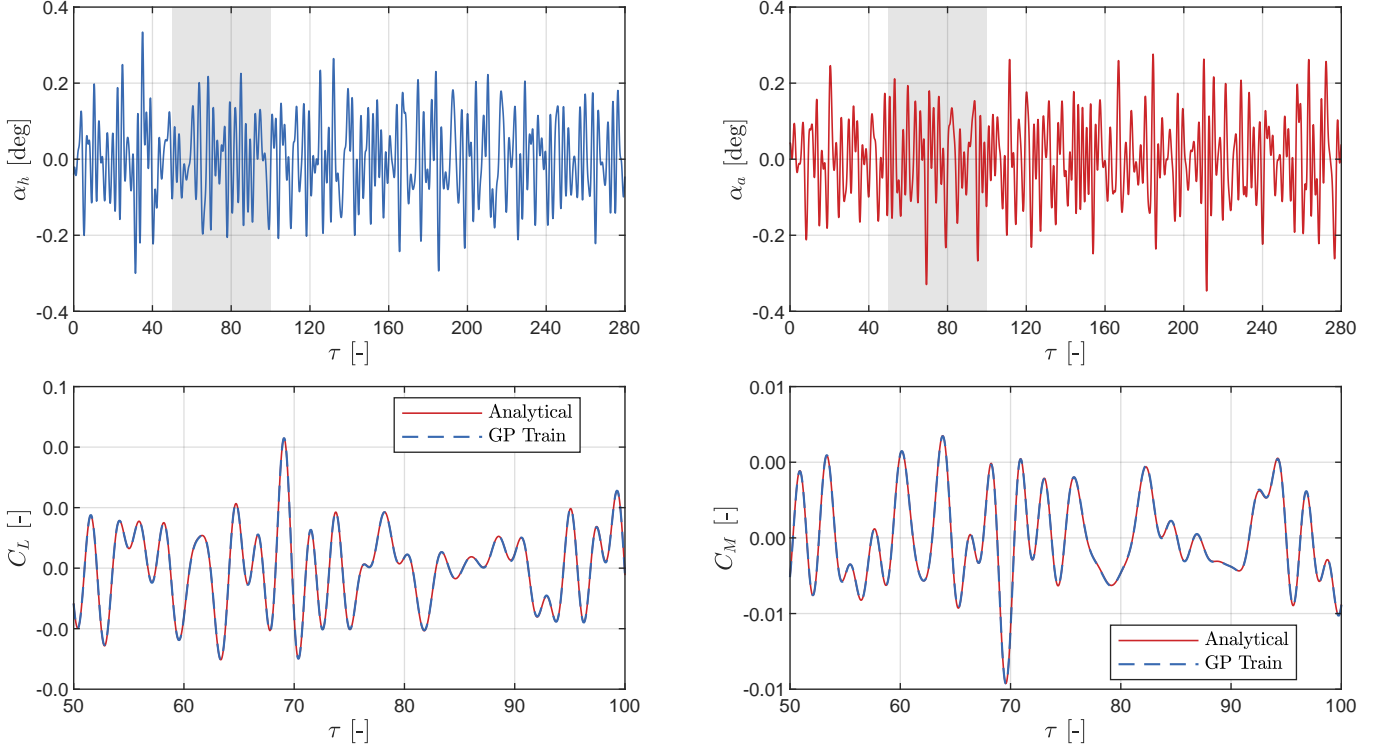 0.4
0.2
0.0
-0.2
-0.4
α_h [deg]
0 40 80 120 160 200 240 280
τ [-]
0.4
0.2
0.0
-0.2
-0.4
α_a [deg]
0 40 80 120 160 200 240 280
τ [-]
0.1
0.0
0.0
0.0
-0.0
-0.0
C_L [-]
Analytical
GP Train
50 60 70 80 90 100
τ [-]
0.01
0.00
0.00
-0.01
-0.01
C_M [-]
Analytical
GP Train
50 60 70 80 90 100
τ [-]